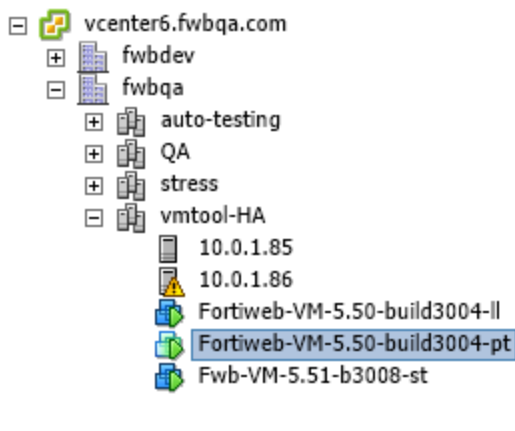 vcenter6.fwbqa.com
fwbdev
fwbqa
auto-testing
QA
stress
vmtool-HA
10.0.1.85
10.0.1.86
Fortiweb-VM-5.50-build3004-ll
Fortiweb-VM-5.50-build3004-pt
Fwb-VM-5.51-b3008-st